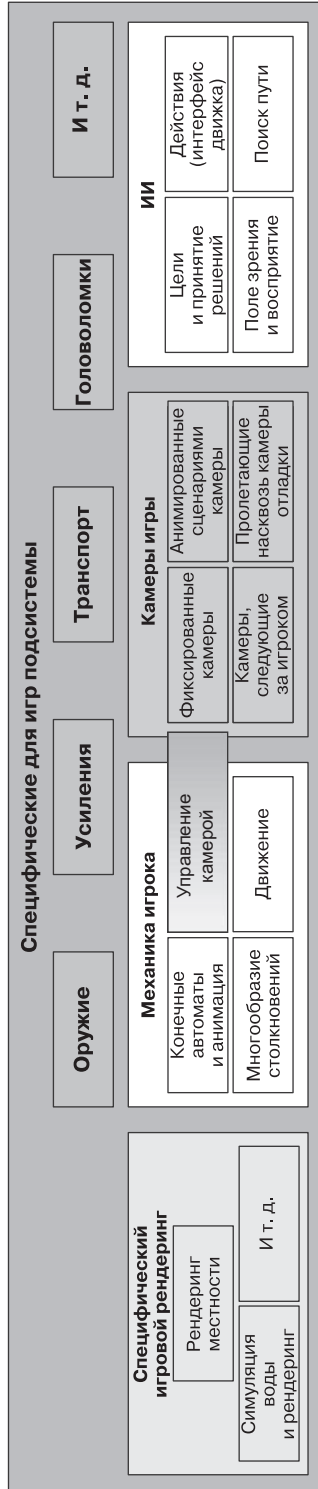 Специфические для игр подсистемы
Оружие
Усиления
Транспорт
Головоломки
И т. д.
Специфический
игровой рендеринг
Рендеринг
местности
Симуляция
воды
и рендеринг
И т. д.
Механика игрока
Конечные
автоматы
и анимация
Управление
камерой
Многообразие
столкновений
Движение
Камеры игры
Фиксированные
камеры
Анимированные
сценариями
камеры
Камеры,
следующие
за игроком
Пролетающие
насквозь камеры
отладки
ИИ
Цели
и принятие
решений
Действия
(интерфейс
движка)
Поле зрения
и восприятие
Поиск пути